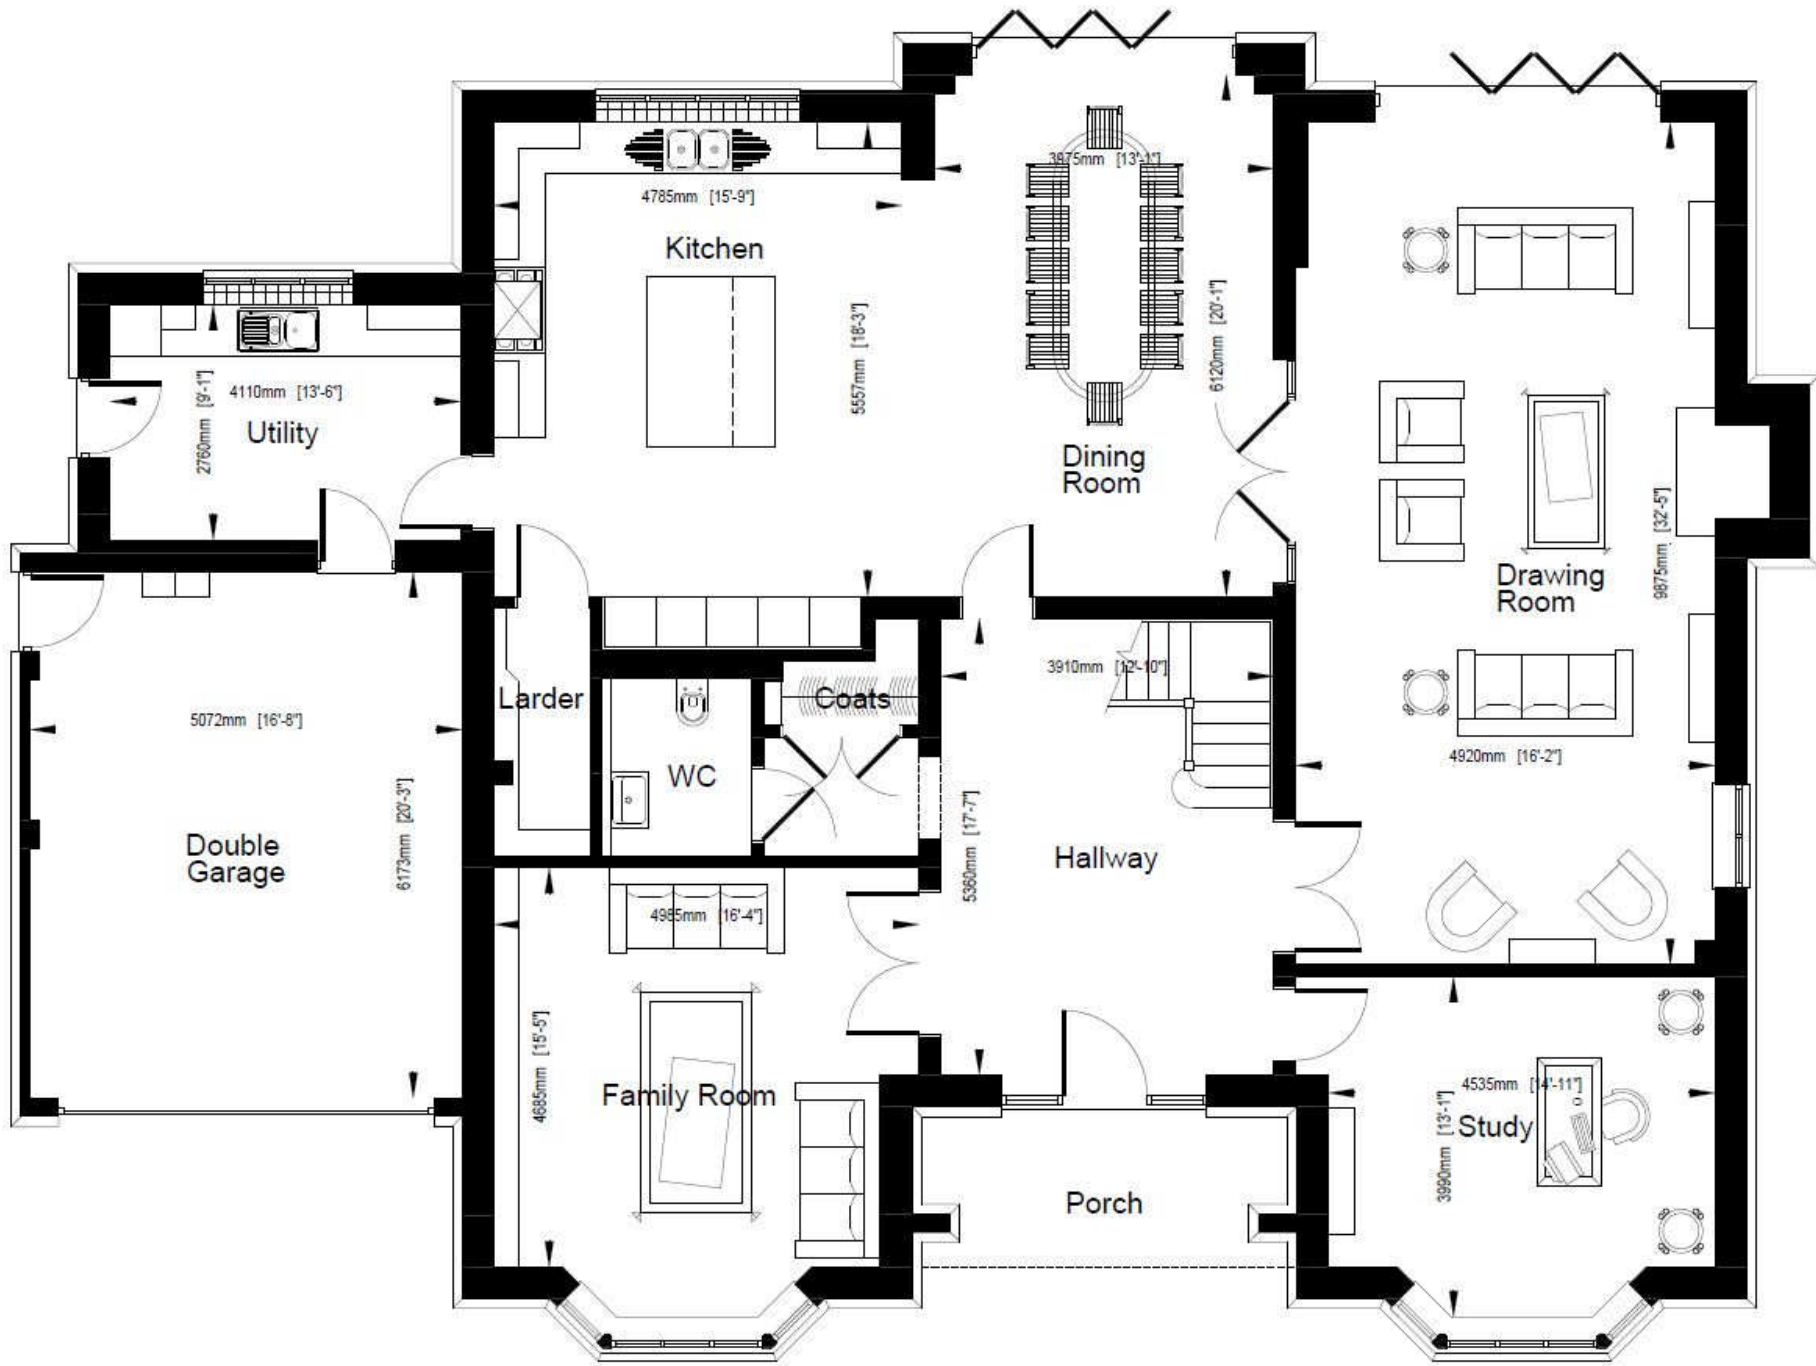 3975mm [13'-1"]
4785mm [15'-9"]
Kitchen
6120mm [20'-1"]
5557mm [18'-3"]
4110mm [13'-6"]
2760mm [9'-1"]
Utility
Dining
Room
9875mm [32'-5"]
Drawing
Room
3910mm [12'-10"]
Larder
Coats
5072mm [16'-8"]
4920mm [16'-2"]
WC
6173mm [20'-3"]
5360mm [17'-7"]
Double
Garage
Hallway
4985mm [16'-4"]
4685mm [15'-5"]
Family Room
4535mm [14'-11"]
3990mm [13'-1"]
Study
Porch